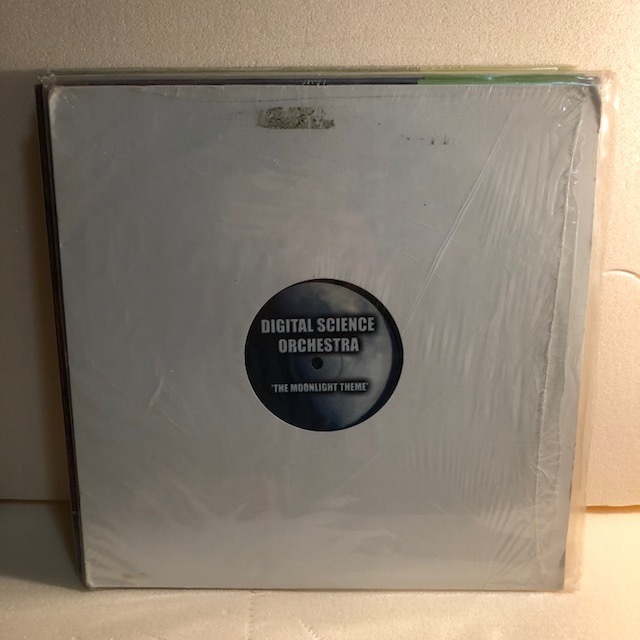 DIGITAL SCIENCE
ORCHESTRA
"THE MOONLIGHT THEME"